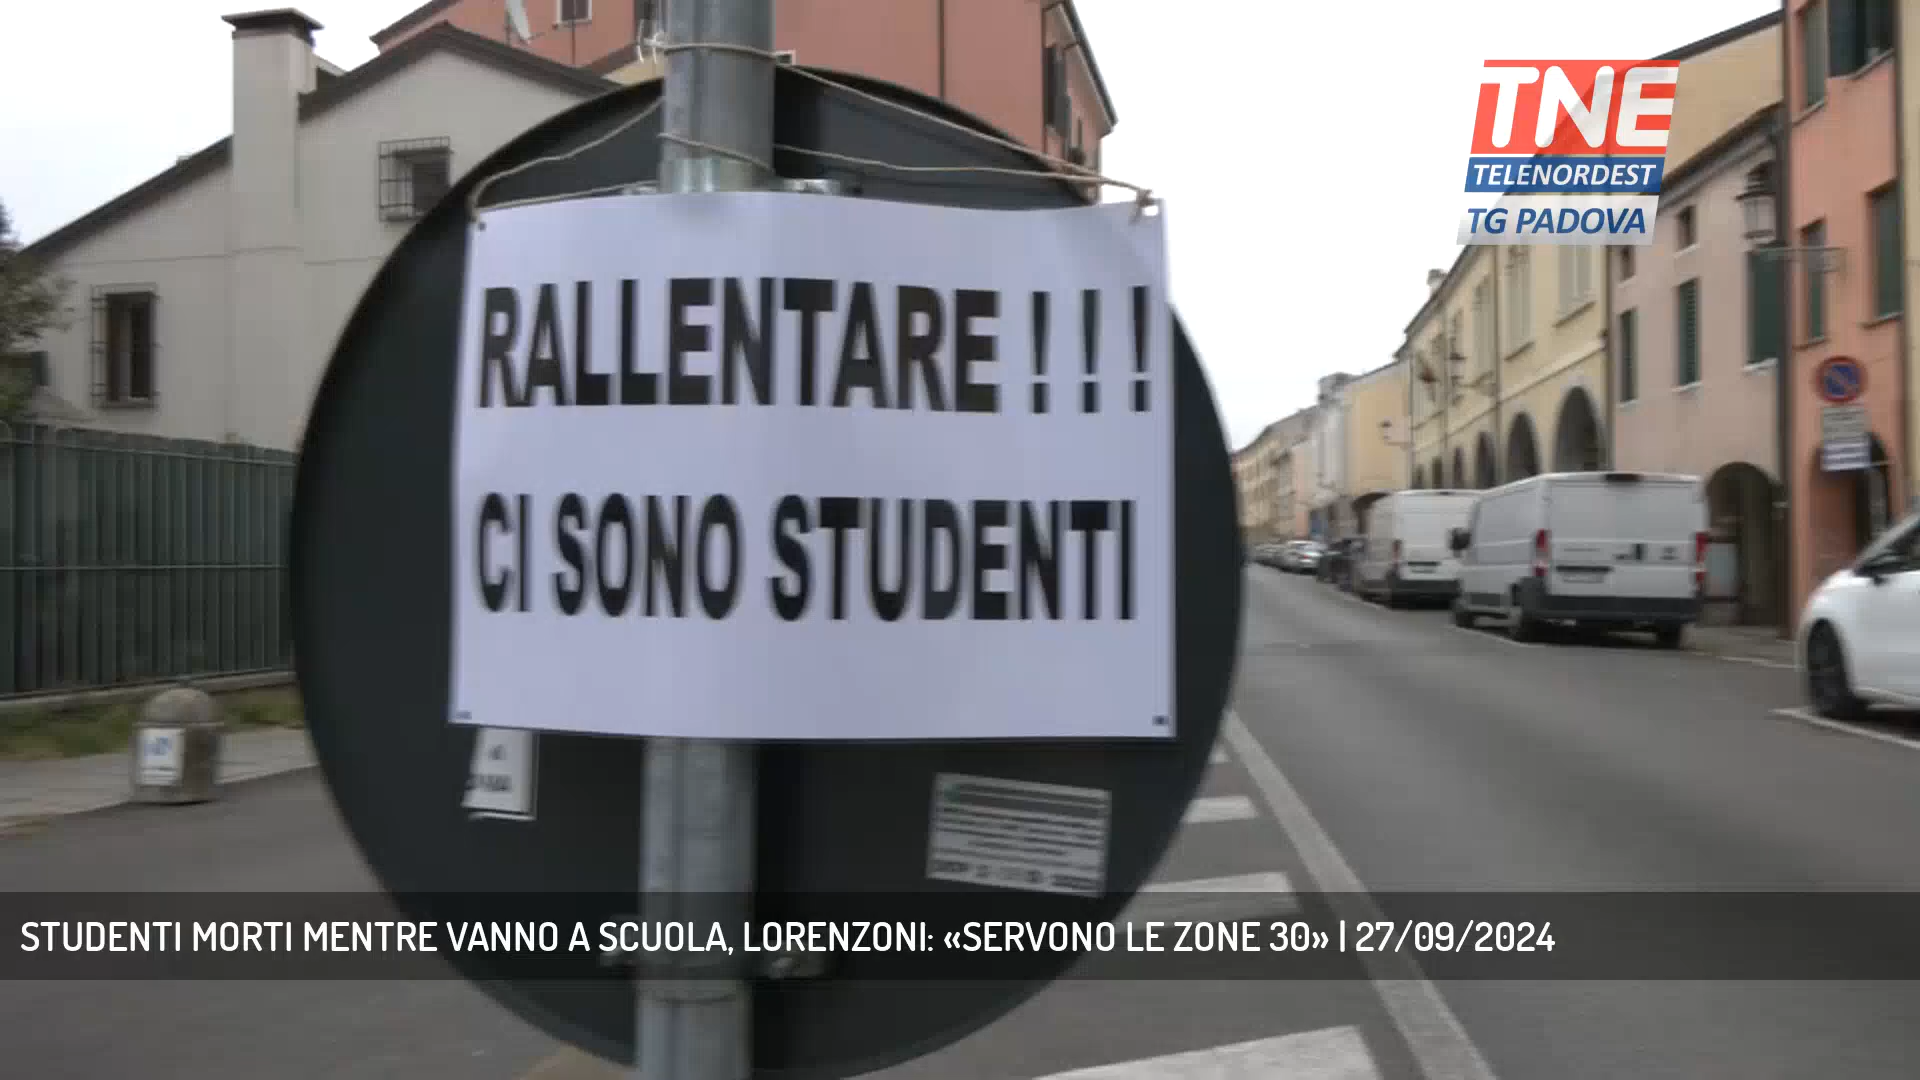 TNE
TELENORDEST
TG PADOVA
RALLENTARE ! ! !
CI SONO STUDENTI
STUDENTI MORTI MENTRE VANNO A SCUOLA, LORENZONI: «SERVONO LE ZONE 30» | 27/09/2024